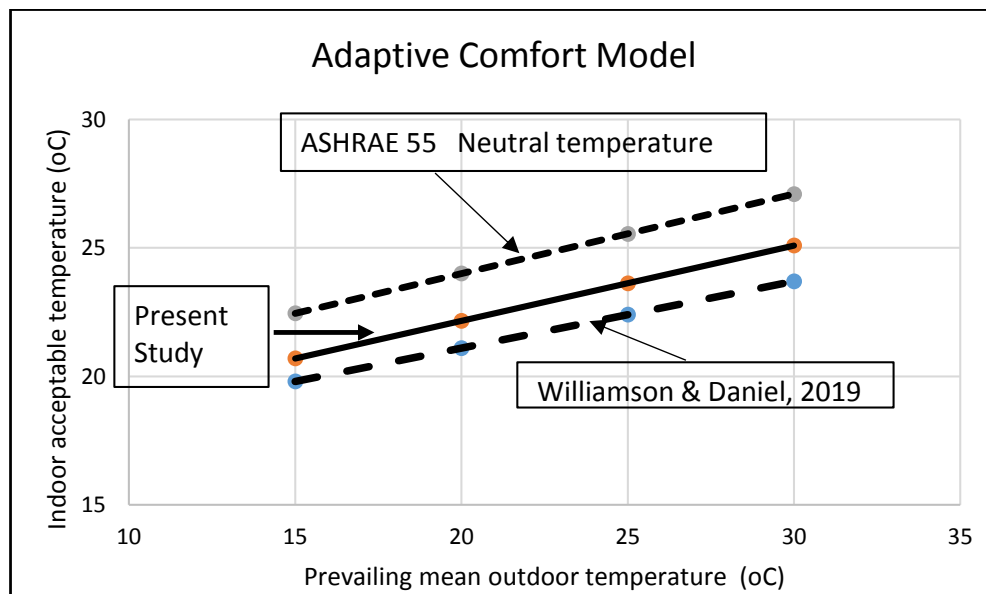 Adaptive Comfort Model
Indoor acceptable temperature (oC)
30
25
20
15
ASHRAE 55 Neutral temperature
Present
Study
Williamson & Daniel, 2019
10 15 20 25 30 35
Prevailing mean outdoor temperature (oC)